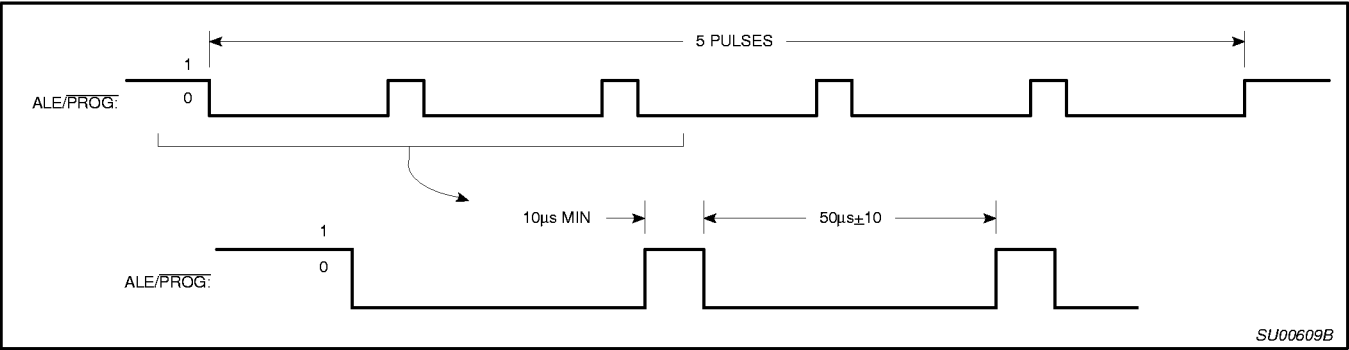 5 PULSES
1
ALE/PROG:
0
10μs MIN
50μs±10
1
0
ALE/PROG:
SU00609B